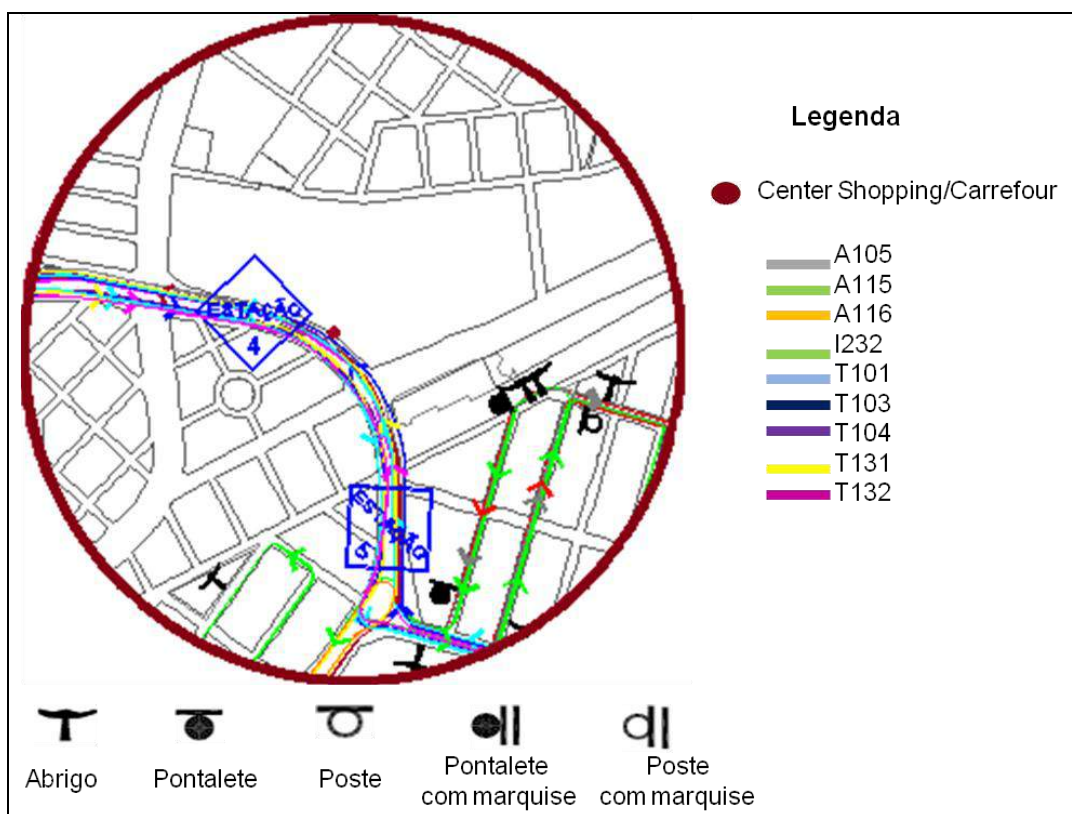 Legenda
Center Shopping/Carrefour
A105
A115
A116
I232
T101
T103
T104
T131
T132
ESTAÇÃO
4
ESTAÇÃO
5
Abrigo
Pontalete
Poste
Pontalete
com marquise
Poste
com marquise